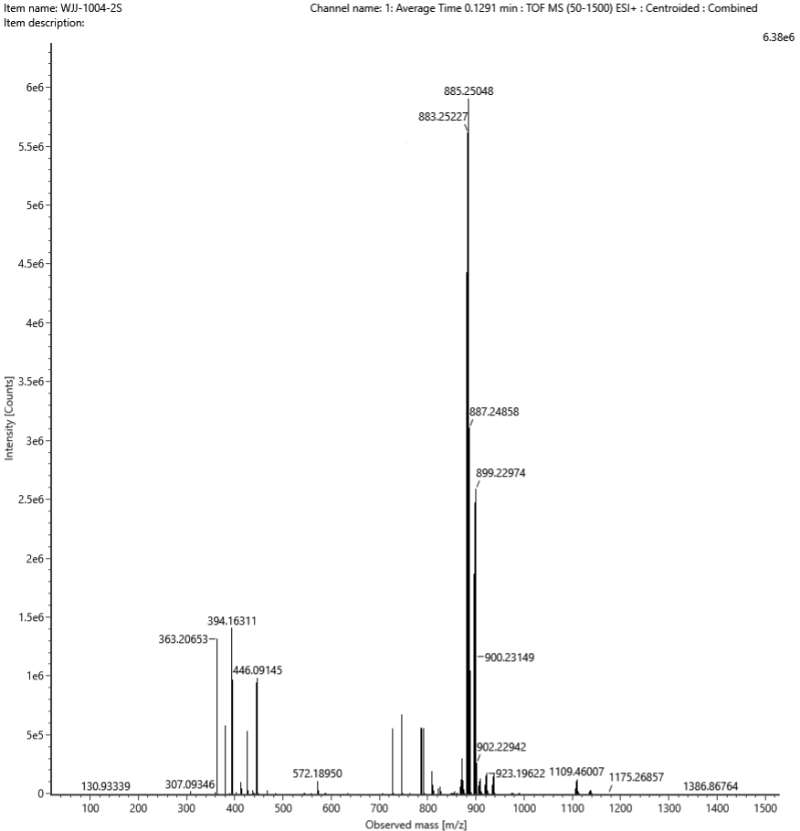 Item name: WJJ-1004-2S
Channel name: 1: Average Time 0.1291 min : TOF MS (50-1500) ESI+ : Centroided : Combined
Item description:
6.38e6
6e6
885.25048
883.25227
5.5e6
5e6
4.5e6
4e6
3.5e6
887.24858
3e6
899.22974
2.5e6
2e6
1.5e6
394.16311
363.20653
900.23149
1e6
446.09145
902.22942
5e5
572.18950
923.19622
1109.46007
1175.26857
130.93339
307.09346
1386.86764
0
100 200 300 400 500 600 700 800 900 1000 1100 1200 1300 1400 1500
Observed mass [m/z]
Intensity [Counts]